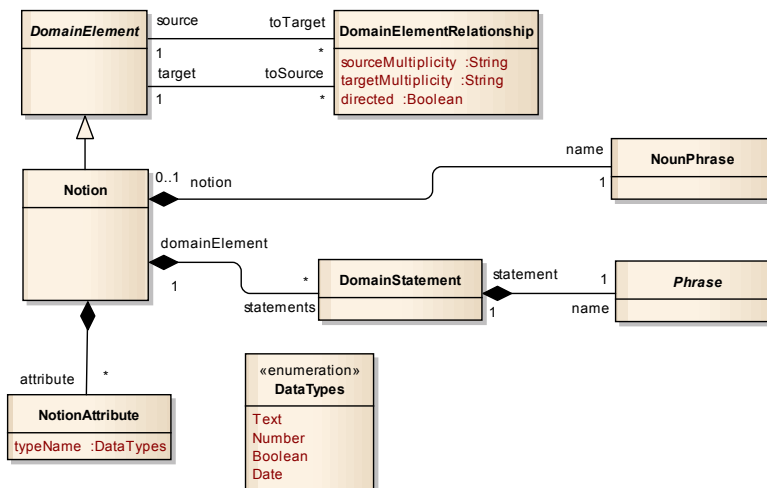 source
toTarget
DomainElement
DomainElementRelationship
1
*
sourceMultiplicity :String
target
toSource
targetMultiplicity :String
1
*
directed :Boolean
name
0..1
Notion
notion
NounPhrase
1
domainElement
statement
*
1
DomainStatement
Phrase
1
statements
1
name
attribute
*
«enumeration»
DataTypes
NotionAttribute
Text
typeName :DataTypes
Number
Boolean
Date